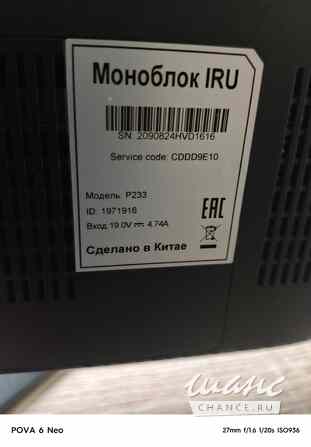 Моноблок IRU
SN: 2090824HVD1616
Service code: CDDD9E10
Модель: P233
ID: 1971916
Вход 19.0V ⎓ 4.74A
EAC
Сделано в Китае
шанс
CHANCE.RU
POVA 6 Neo
27mm f/1.6 1/20s ISO936